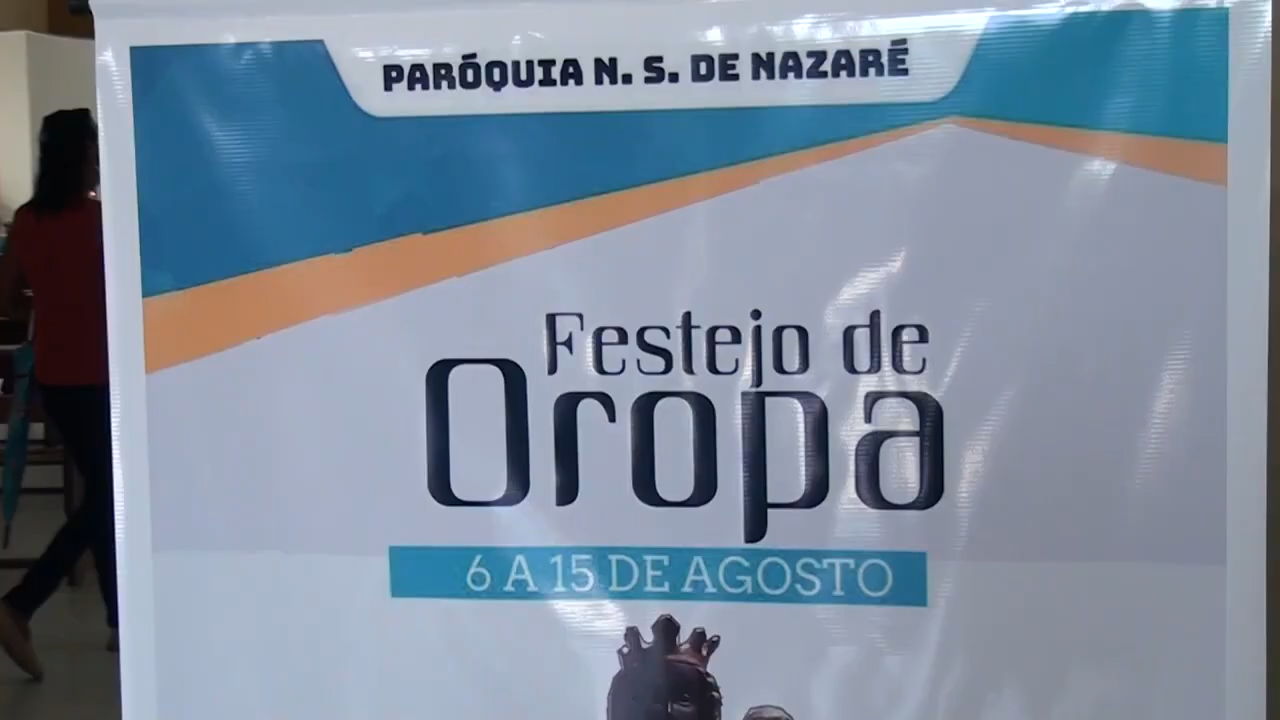 PARÓQUIA N. S. DE NAZARÉ
Festejo de
Oropa
6 A 15 DE AGOSTO